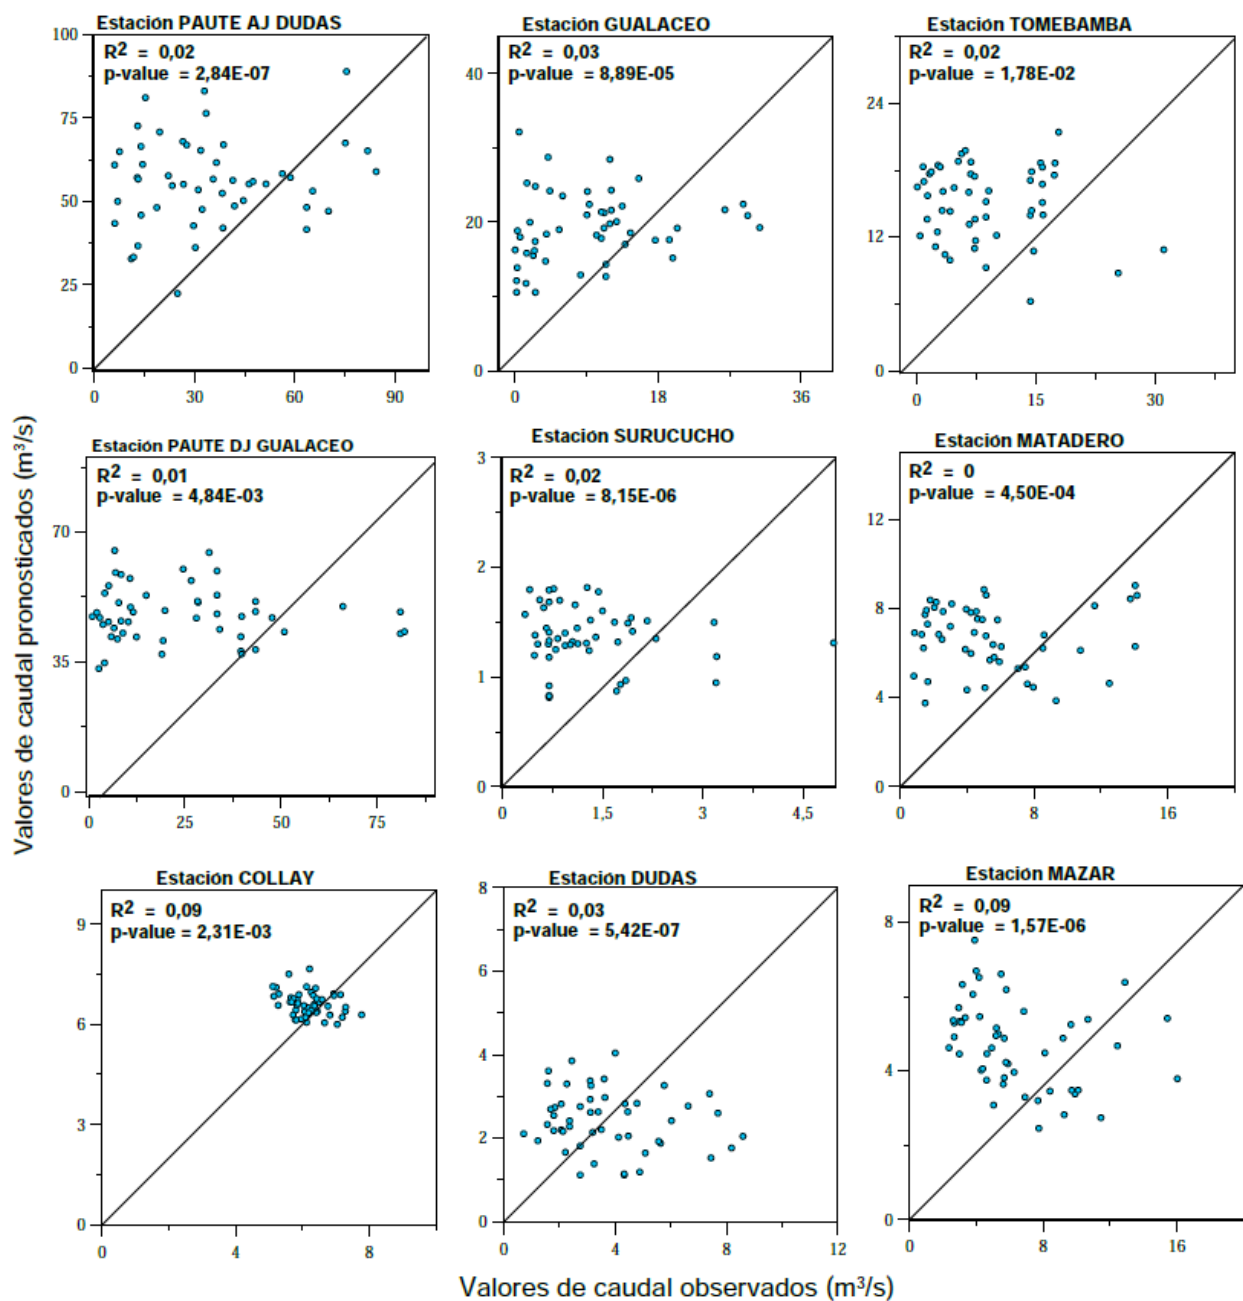 Estación PAUTE AJ DUDAS
R² = 0,02
p-value = 2,84E-07
100
75
50
25
0
0 30 60 90
Estación GUALACEO
R² = 0,03
p-value = 8,89E-05
40
20
0
0 18 36
Estación TOMEBAMBA
R² = 0,02
p-value = 1,78E-02
24
12
0
0 15 30
Valores de caudal pronosticados (m³/s)
Estación PAUTE DJ GUALACEO
R² = 0,01
p-value = 4,84E-03
70
35
0
0 25 75
Estación SURUCUCHO
R² = 0,02
p-value = 8,15E-06
3
2
1
0
0 1,5 3 4,5
Estación MATADERO
R² = 0
p-value = 4,50E-04
12
8
4
0
0 8 16
Estación COLLAY
R² = 0,09
p-value = 2,31E-03
9
6
3
0
0 4 8
Estación DUDAS
R² = 0,03
p-value = 5,42E-07
8
6
4
2
0
0 4 8 12
Estación MAZAR
R² = 0,09
p-value = 1,57E-06
8
4
0
0 8 16
Valores de caudal observados (m³/s)